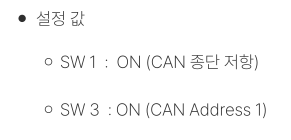 ● 설정 값
○ SW 1 : ON (CAN 종단 저항)
○ SW 3 : ON (CAN Address 1)